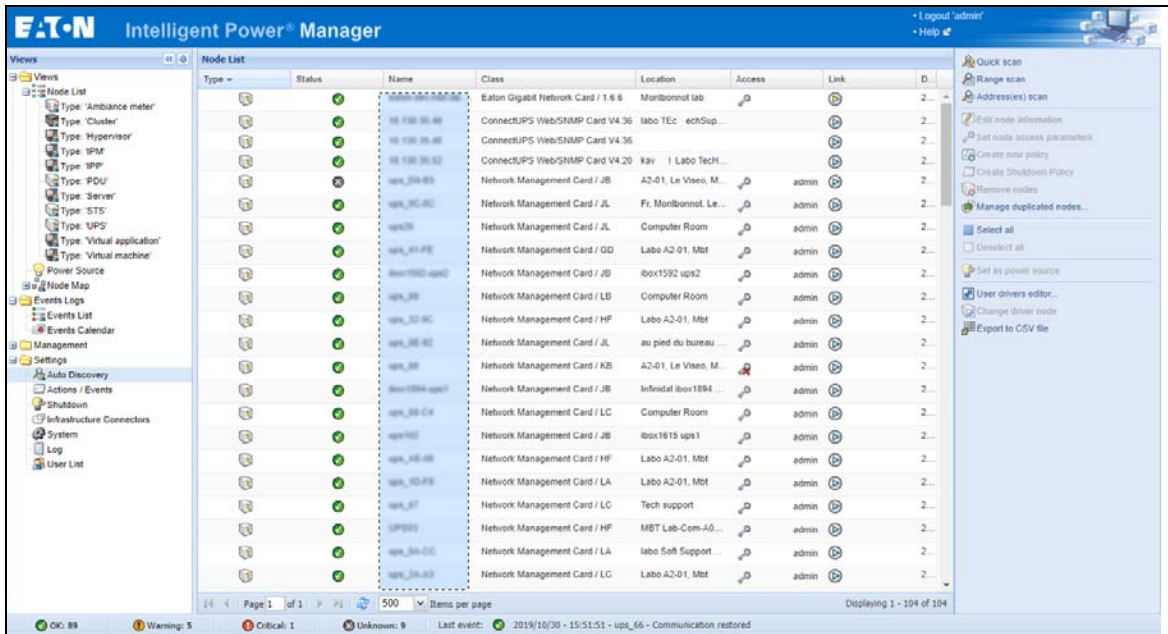 EATON Intelligent Power® Manager
• Logout 'admin'
• Help
Views
Views
Node List
Type: 'Ambiance meter'
Type: 'Cluster'
Type: 'Hypervisor'
Type: 'IPM'
Type: 'IPP'
Type: 'PDU'
Type: 'Server'
Type: 'STS'
Type: 'UPS'
Type: 'Virtual application'
Type: 'Virtual machine'
Power Source
Node Map
Events Logs
Events List
Events Calendar
Management
Settings
Auto Discovery
Actions / Events
Shutdown
Infrastructure Connectors
System
Log
User List
Node List
Type Status Name Class Location Access Link D...
Eaton Gigabit Network Card / 1.6.6 Montbonnot lab 2...
ConnectUPS Web/SNMP Card V4.36 labo TEc echSup... 2...
ConnectUPS Web/SNMP Card V4.36 2...
ConnectUPS Web/SNMP Card V4.20 kav l Labo TecH... 2...
Network Management Card / JB A2-01, Le Viseo, M... admin 2...
Network Management Card / JL Fr, Montbonnot, Le... admin 2...
Network Management Card / JL Computer Room admin 2...
Network Management Card / GD Labo A2-01, Mbt admin 2...
Network Management Card / JB ibox1592 ups2 admin 2...
Network Management Card / LB Computer Room admin 2...
Network Management Card / HF Labo A2-01, Mbt admin 2...
Network Management Card / JL au pied du bureau ... admin 2...
Network Management Card / KB A2-01, Le Viseo, M... admin 2...
Network Management Card / JB Infinidat ibox1894 ... admin 2...
Network Management Card / LC Computer Room admin 2...
Network Management Card / JB ibox1615 ups1 admin 2...
Network Management Card / HF Labo A2-01, Mbt admin 2...
Network Management Card / LA Labo A2-01, Mbt admin 2...
Network Management Card / LC Tech support admin 2...
Network Management Card / HF MBT Lab-Com-A0... admin 2...
Network Management Card / LA labo Soft Support ... admin 2...
Network Management Card / LC Labo A2-01, Mbt admin 2...
Page 1 of 1 500 Items per page Displaying 1 - 104 of 104
Quick scan
Range scan
Address(es) scan
Edit node information
Set node access parameters
Create new policy
Create Shutdown Policy
Remove nodes
Manage duplicated nodes...
Select all
Deselect all
Set as power source
User drivers editor...
Change driver node
Export to CSV file
OK: 89 Warning: 5 Critical: 1 Unknown: 9 Last event: 2019/10/30 - 15:51:51 - ups_66 - Communication restored